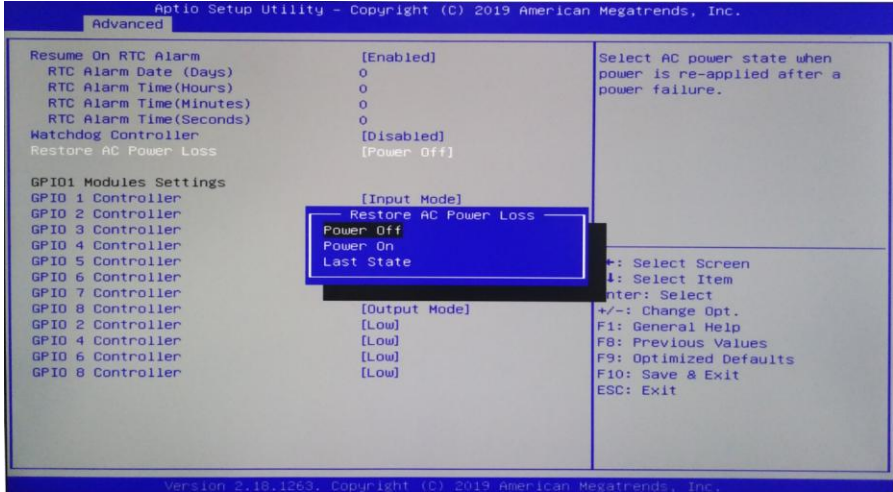 Aptio Setup Utility – Copyright (C) 2019 American Megatrends, Inc.
Advanced
Resume On RTC Alarm [Enabled]
RTC Alarm Date (Days) 0
RTC Alarm Time(Hours) 0
RTC Alarm Time(Minutes) 0
RTC Alarm Time(Seconds) 0
Watchdog Controller [Disabled]
Restore AC Power Loss [Power Off]
GPIO1 Modules Settings
GPIO 1 Controller [Input Mode]
GPIO 2 Controller
GPIO 3 Controller
GPIO 4 Controller
GPIO 5 Controller
GPIO 6 Controller
GPIO 7 Controller
GPIO 8 Controller [Output Mode]
GPIO 2 Controller [Low]
GPIO 4 Controller [Low]
GPIO 6 Controller [Low]
GPIO 8 Controller [Low]
Restore AC Power Loss
Power Off
Power On
Last State
Select AC power state when
power is re-applied after a
power failure.
: Select Screen
: Select Item
nter: Select
+/-: Change Opt.
F1: General Help
F8: Previous Values
F9: Optimized Defaults
F10: Save & Exit
ESC: Exit
Version 2.18.1263. Copyright (C) 2019 American Megatrends, Inc.